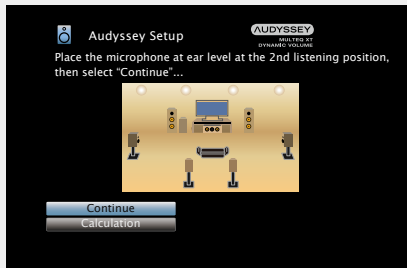 Audyssey Setup
AUDYSSEY
MULTEQ XT
DYNAMIC VOLUME
Place the microphone at ear level at the 2nd listening position,
then select “Continue”...
Continue
Calculation